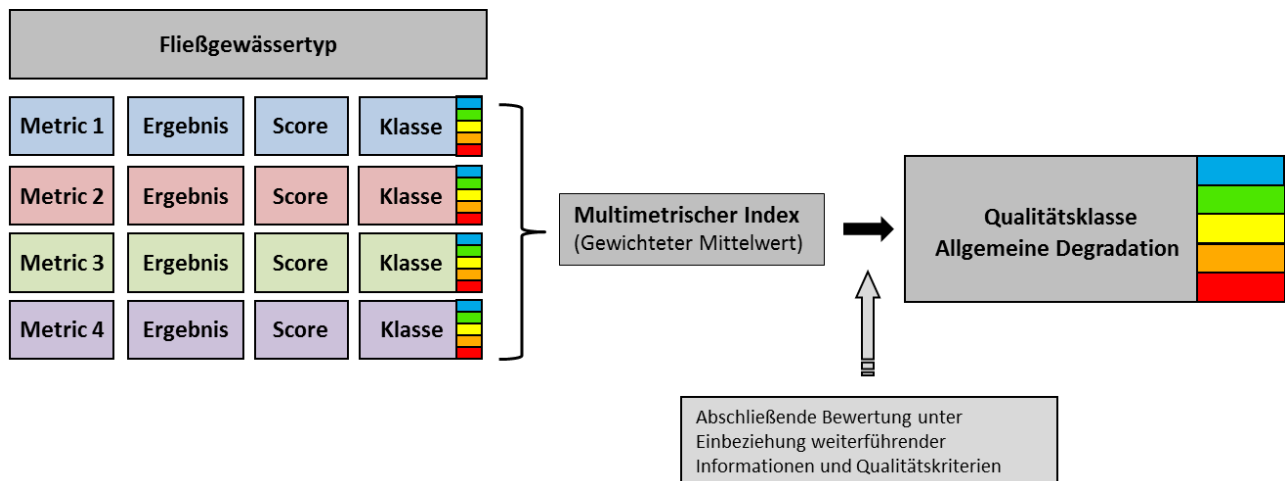 Fließgewässertyp
Metric 1 Ergebnis Score Klasse
Metric 2 Ergebnis Score Klasse
Metric 3 Ergebnis Score Klasse
Metric 4 Ergebnis Score Klasse
Multimetrischer Index
(Gewichteter Mittelwert)
Qualitätsklasse
Allgemeine Degradation
Abschließende Bewertung unter
Einbeziehung weiterführender
Informationen und Qualitätskriterien